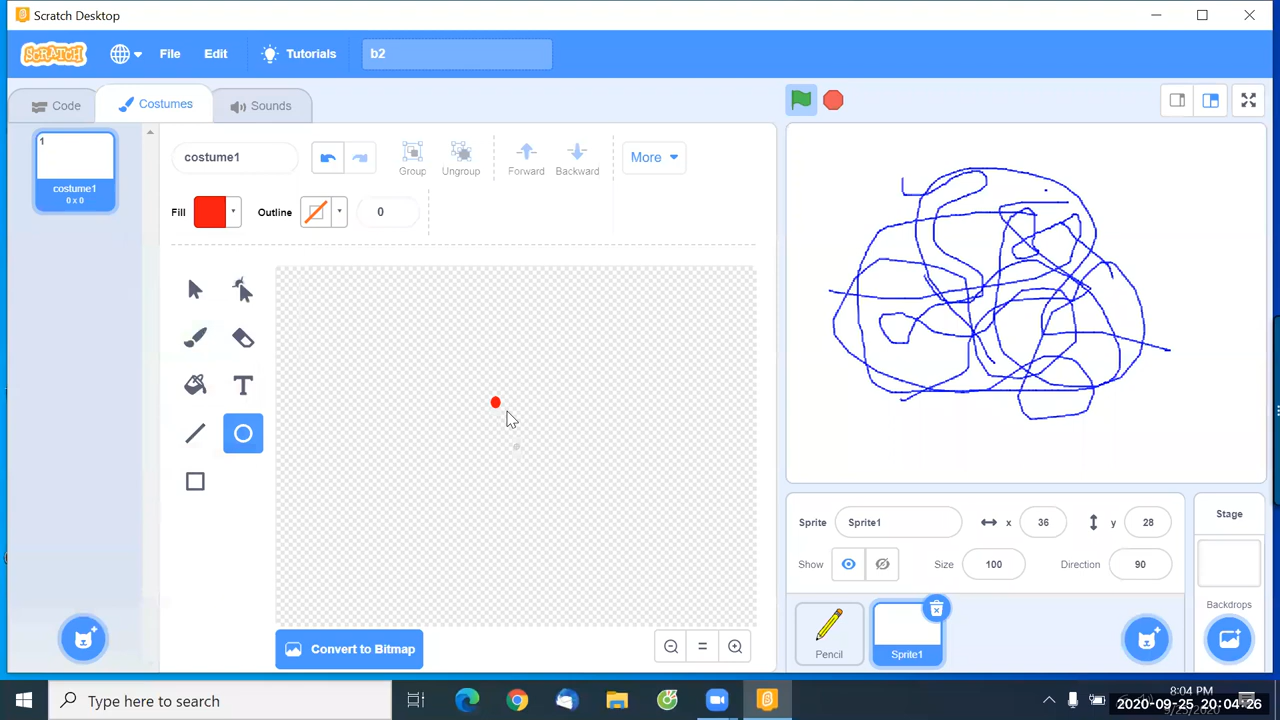 Scratch Desktop
SCRATCH
File
Edit
Tutorials
b2
Code
Costumes
Sounds
1
costume1
0 x 0
costume1
Group
Ungroup
Forward
Backward
More
Fill
Outline
0
T
Convert to Bitmap
Sprite
Sprite1
x
36
y
28
Show
Size
100
Direction
90
Pencil
Sprite1
Stage
Backdrops
Type here to search
8:04 PM
2020-09-25 20:04:26